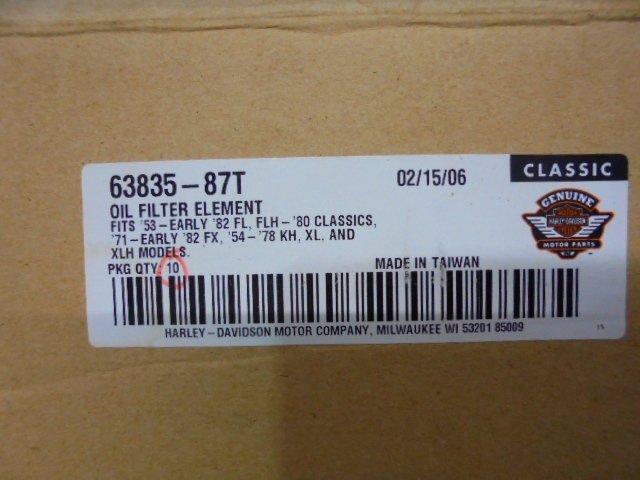 63835-87T 02/15/06 CLASSIC
OIL FILTER ELEMENT
FITS '53-EARLY '82 FL, FLH-'80 CLASSICS,
'71-EARLY '82 FX, '54-'78 KH, XL, AND
XLH MODELS.
PKG QTY 10 MADE IN TAIWAN
GENUINE
HARLEY-DAVIDSON
MOTOR PARTS
HARLEY-DAVIDSON MOTOR COMPANY, MILWAUKEE WI 53201 85009